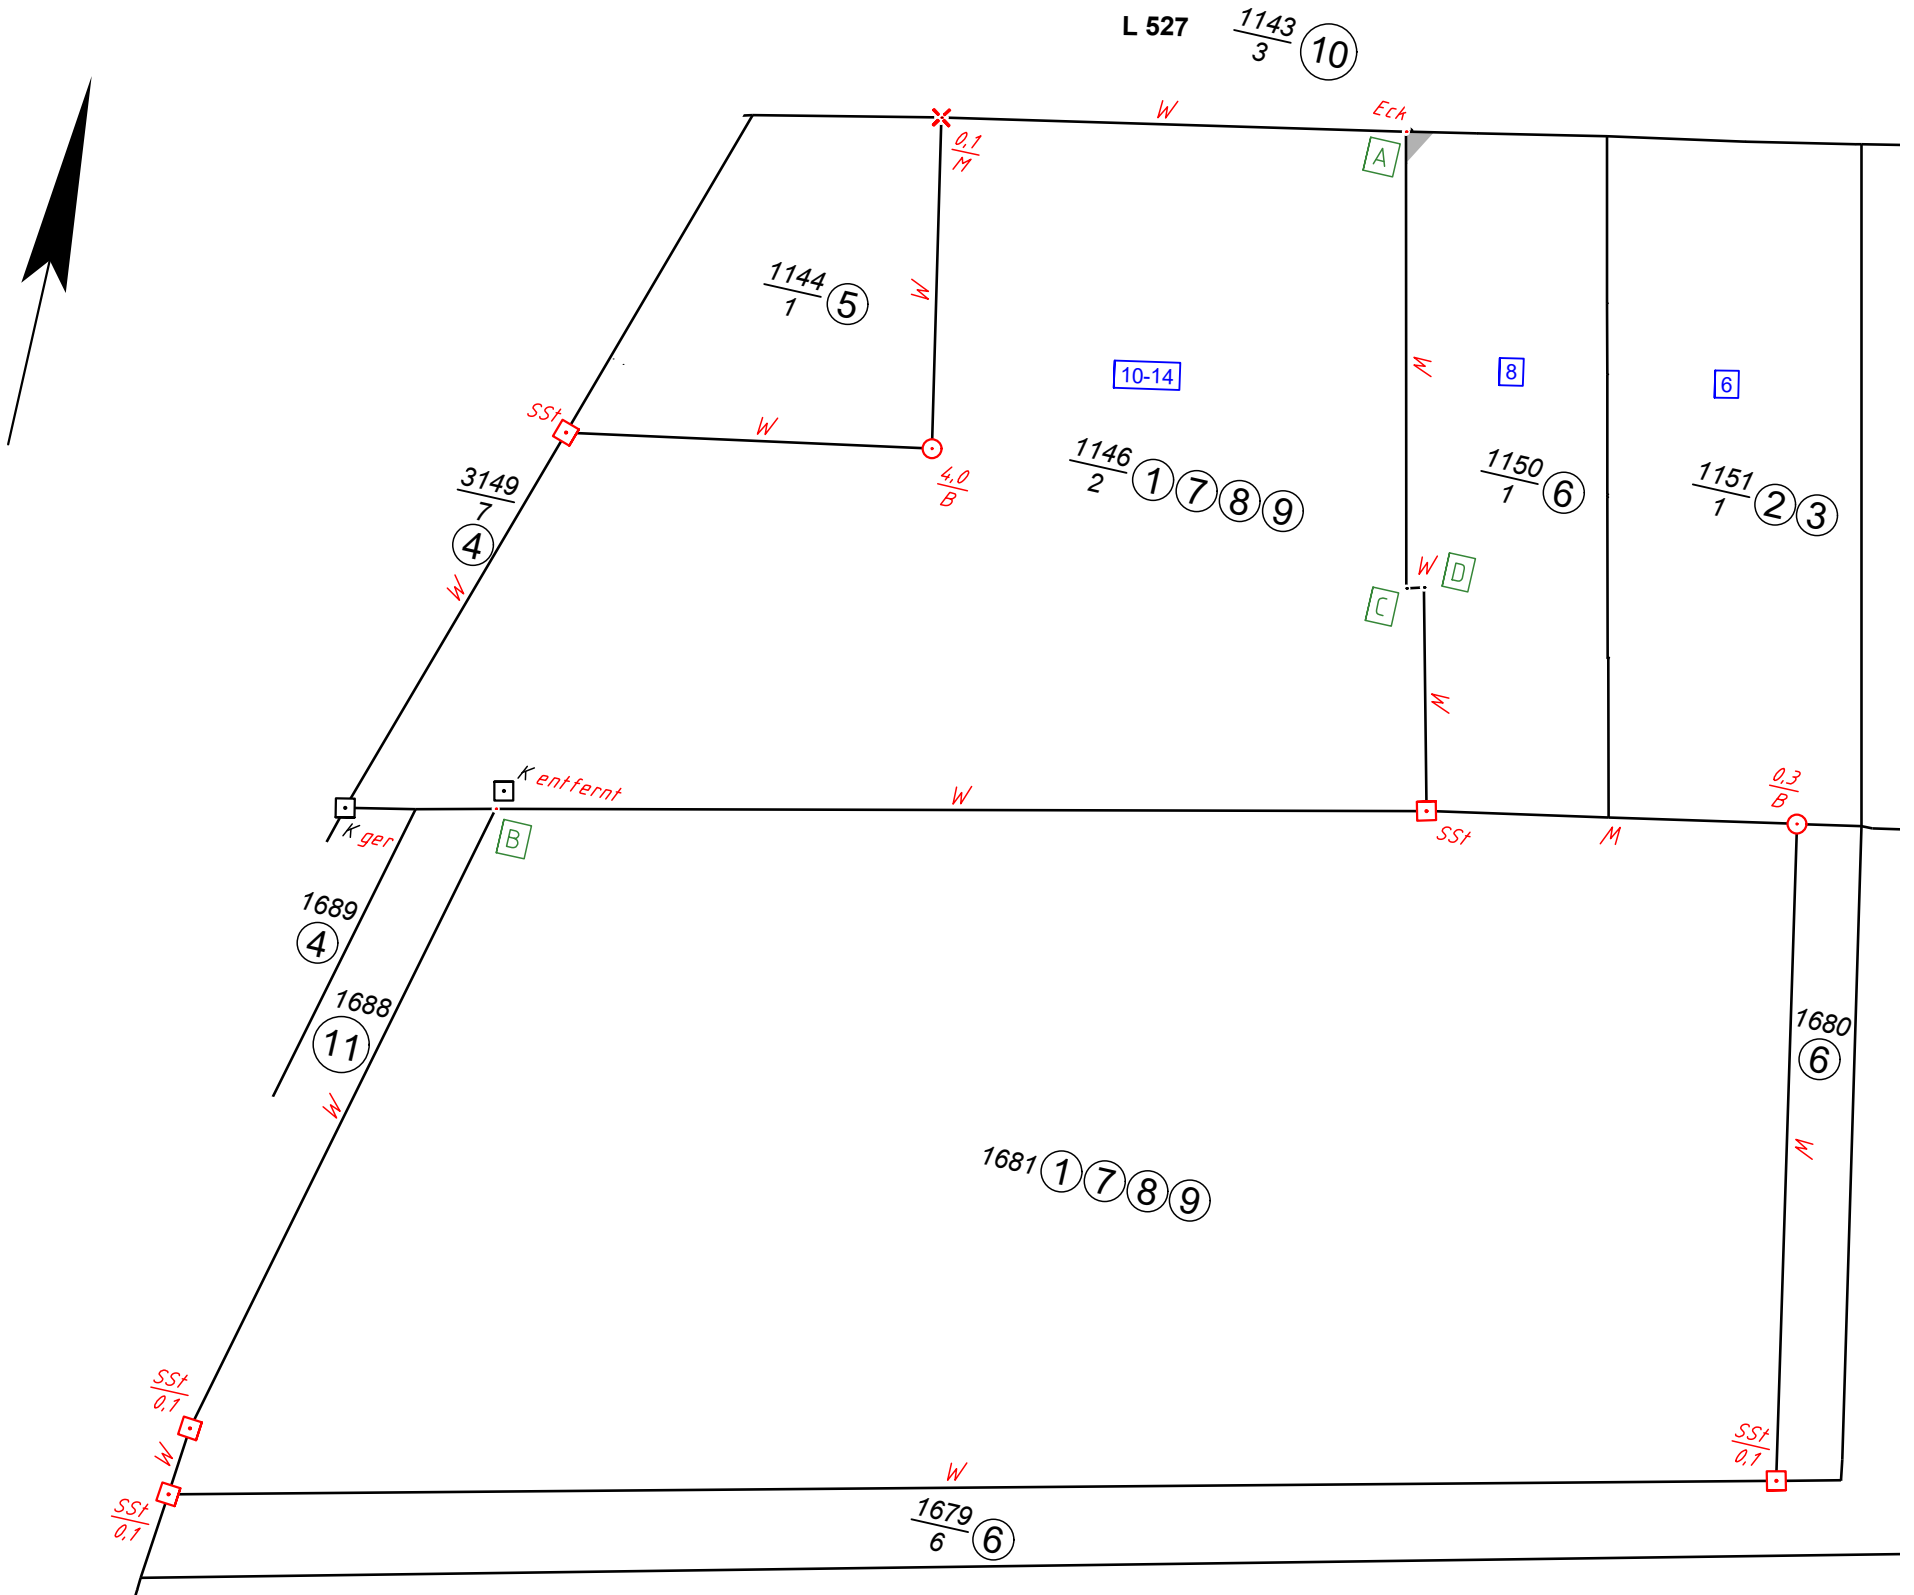 L 527
1143
3
10
W
Eck
0,1
M
A
1144
1
5
W
W
10-14
8
6
SSt
W
1146
2
1 7 8 9
1150
1
6
1151
1
2 3
3149
7
4
4,0
B
W
W
D
C
W
K entfernt
0,3
B
W
K ger
B
SSt
M
1689
4
1688
11
1680
6
W
W
1681 1 7 8 9
SSt
0,1
W
SSt
0,1
W
SSt
0,1
1679
6
6